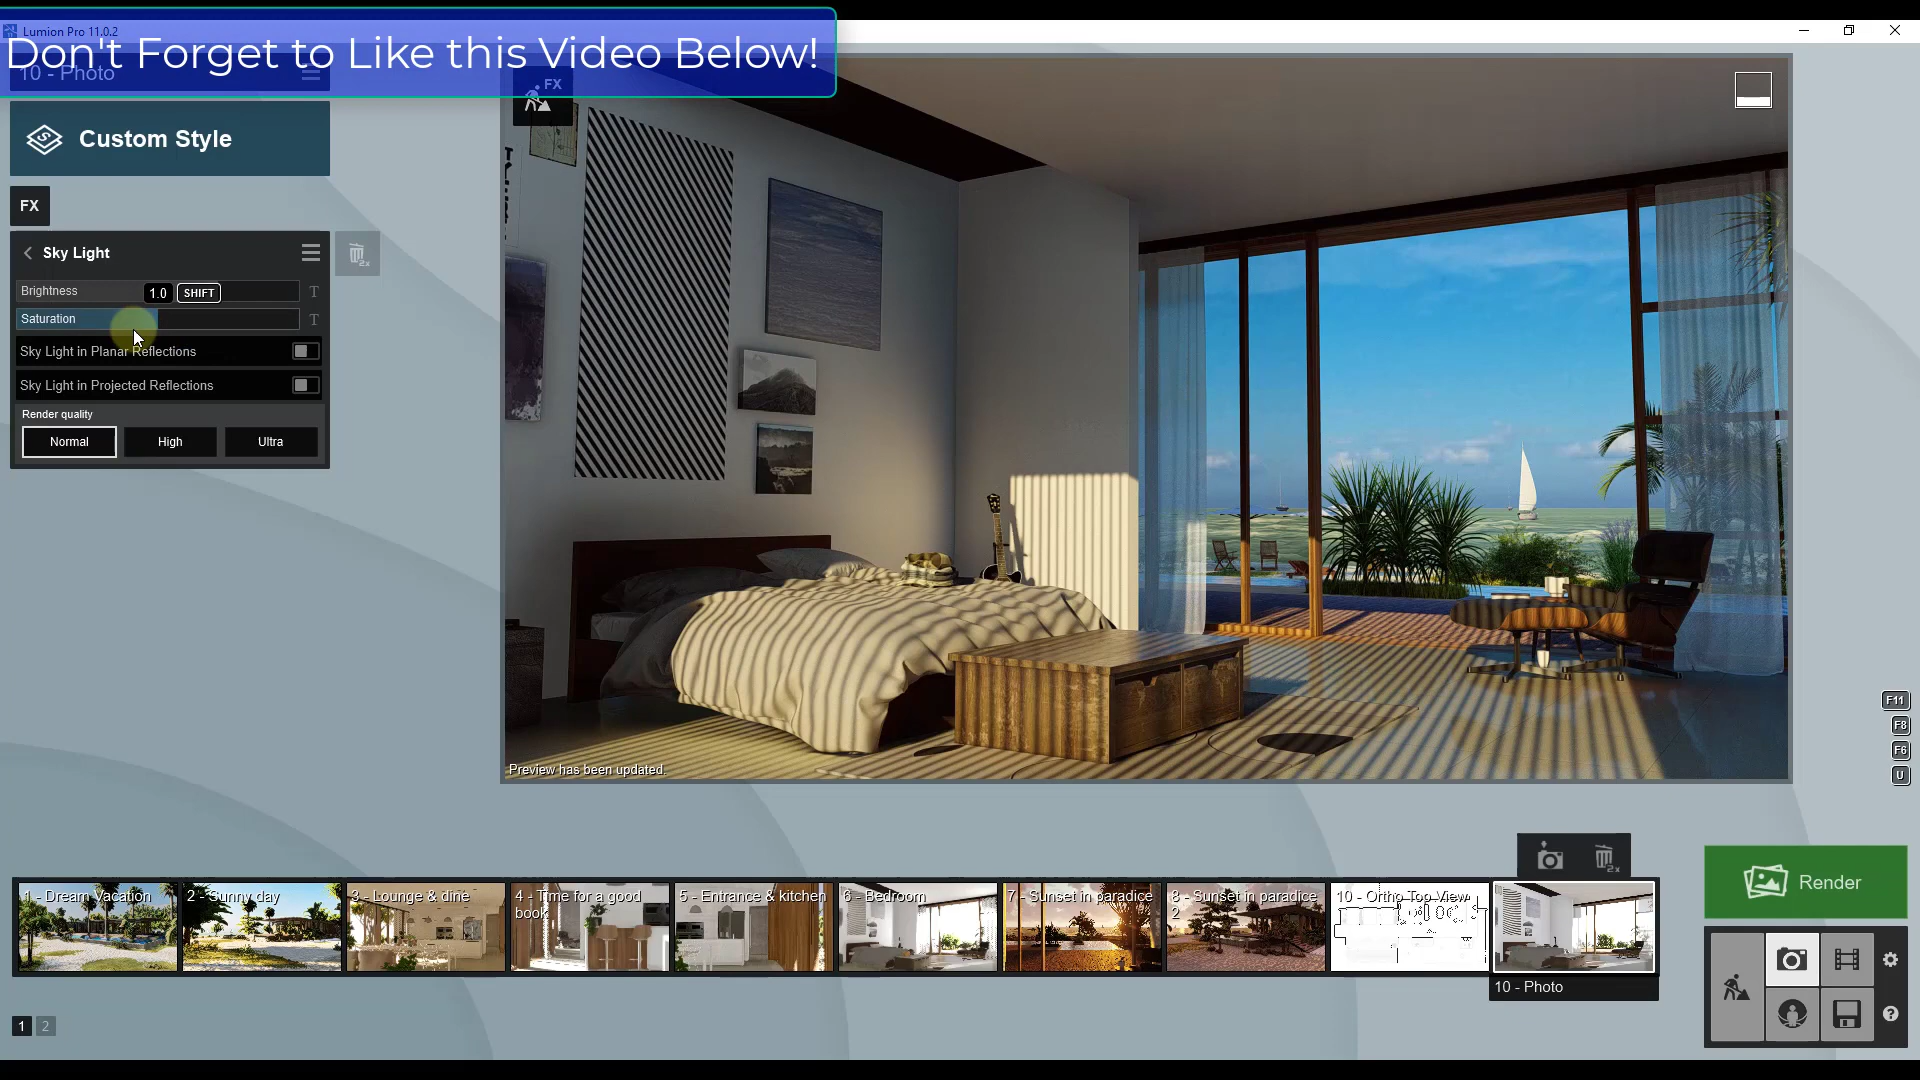 Lumion Pro 11.0.2
Don't Forget to Like this Video Below!
10 - Photo
FX
Custom Style
FX
Sky Light
Brightness
1.0
SHIFT
T
Saturation
T
Sky Light in Planar Reflections
Sky Light in Projected Reflections
Render quality
Normal
High
Ultra
Preview has been updated.
F11
F8
F6
U
1 - Dream Vacation
2 - Sunny day
3 - Lounge & dine
4 - Time for a good book
5 - Entrance & kitchen
6 - Bedroom
7 - Sunset in paradice
8 - Sunset in paradice 2
10 - Ortho Top View
10 - Photo
Render
1
2